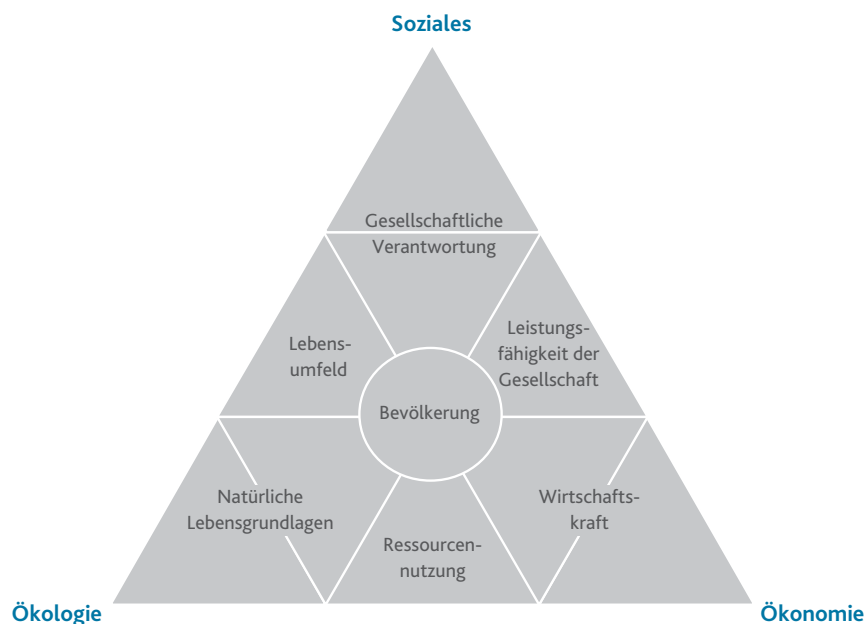 Soziales
Gesellschaftliche
Verantwortung
Lebens-
umfeld
Leistungs-
fähigkeit der
Gesellschaft
Bevölkerung
Natürliche
Lebensgrundlagen
Wirtschafts-
kraft
Ressourcen-
nutzung
Ökologie
Ökonomie